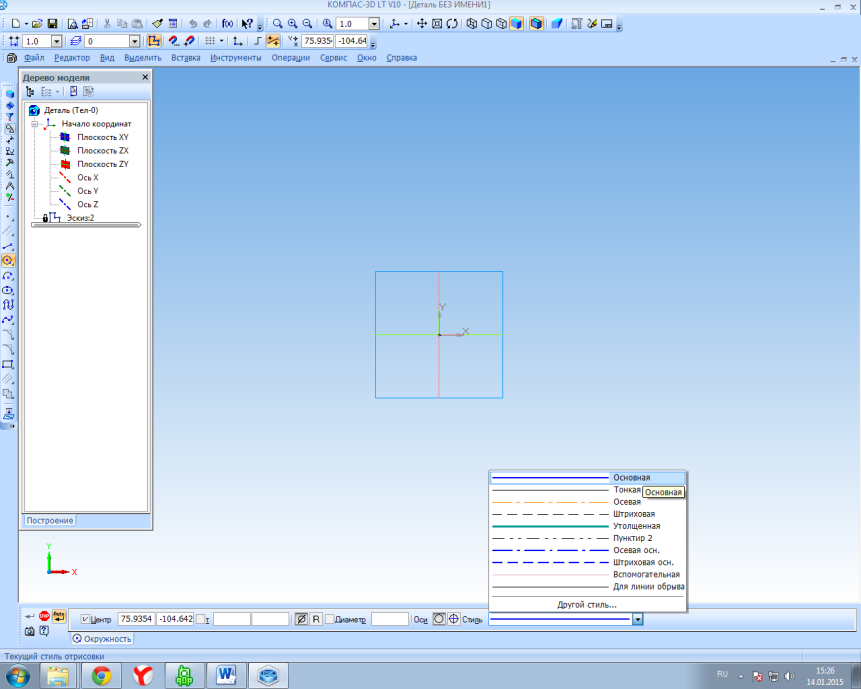 КОМПАС-3D LT V10 - [Деталь БЕЗ ИМЕНИ1]
1.0
1.0 0 75.935 -104.64
Файл Редактор Вид Выделить Вставка Инструменты Операции Сервис Окно Справка
Дерево модели
Деталь (Тел-0)
Начало координат
Плоскость XY
Плоскость ZX
Плоскость ZY
Ось X
Ось Y
Ось Z
Эскиз:2
Y
X
Построение
Y
X
Основная
Тонкая
Основная
Осевая
Штриховая
Утолщенная
Пунктир 2
Осевая осн.
Штриховая осн.
Вспомогательная
Для линии обрыва
Другой стиль...
STOP Auto Центр 75.9354 -104.642 т Ø R Диаметр Оси Стиль
Окружность
Текущий стиль отрисовки
RU
15:26
14.01.2015